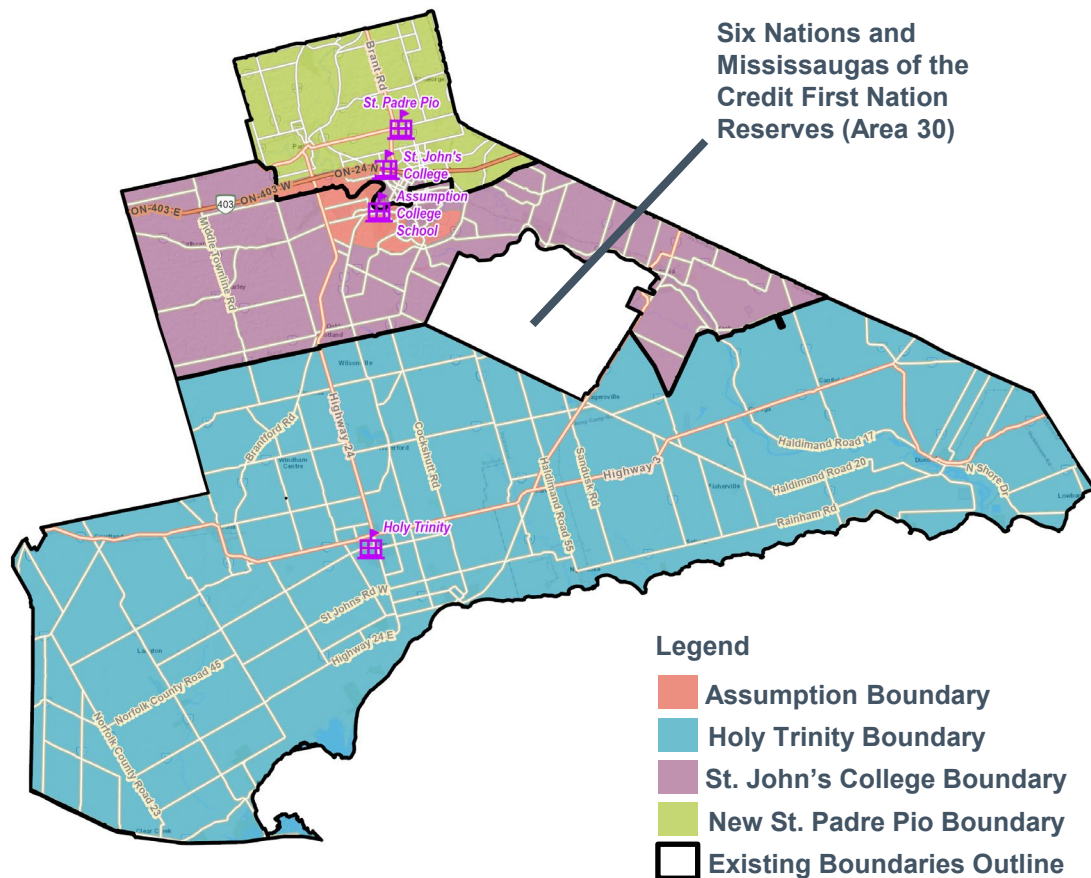 Six Nations and
Mississaugas of the
Credit First Nation
Reserves (Area 30)
Brant Rd
St. Padre Pio
St. John's
College
ON-24 N
ON-403 W
ON-403 E
403
Assumption
College
School
Middle Townline Rd
Wilsonville
Highway 24
Brantford Rd
Cockshutt Rd
Windham
Centre
Haldimand Road 55
Sandusk Rd
Highway 3
Haldimand Road 17
Haldimand Road 20
N Shore Dr
Rainham Rd
Holy Trinity
St Johns Rd W
Highway 24 E
Norfolk County Road 45
Norfolk County Road 23
Clear Creek
Legend
Assumption Boundary
Holy Trinity Boundary
St. John's College Boundary
New St. Padre Pio Boundary
Existing Boundaries Outline